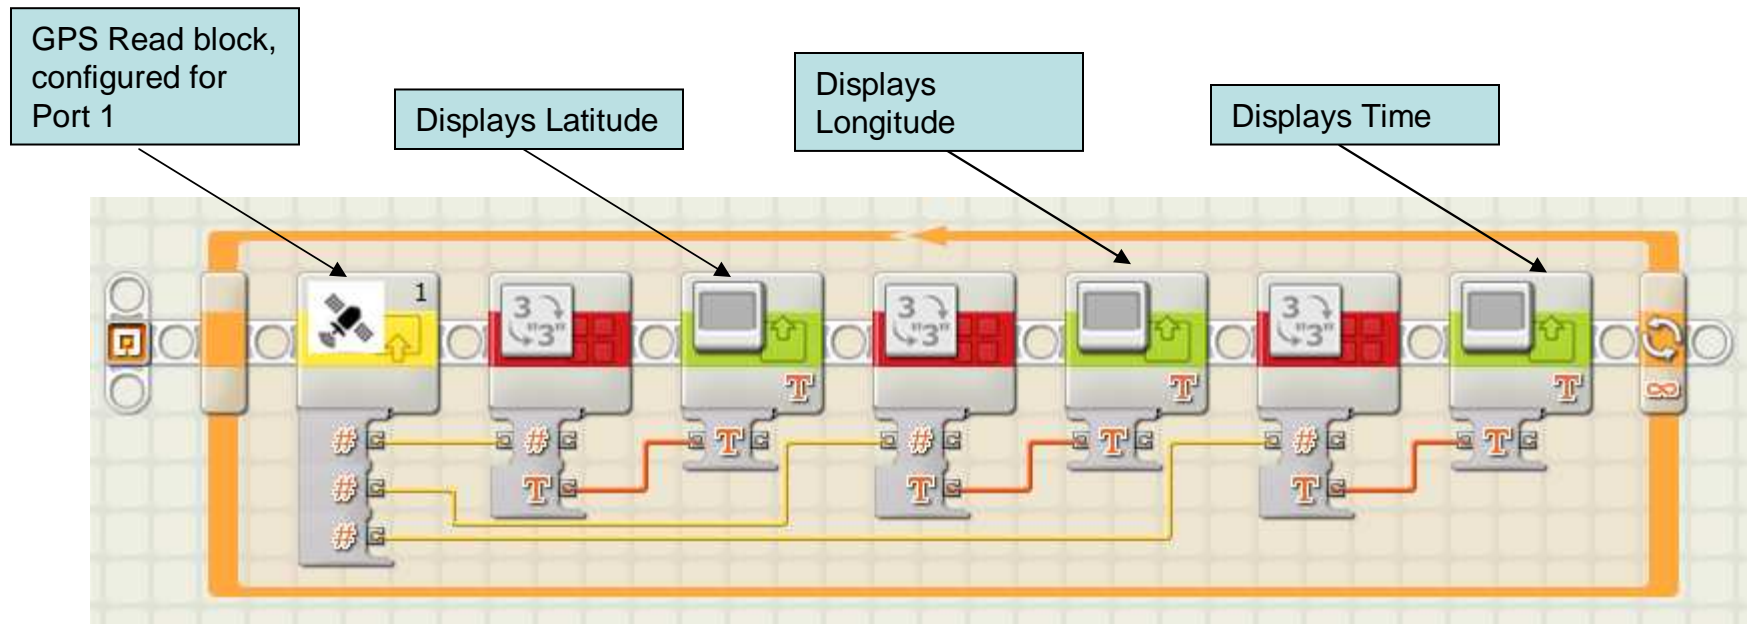 GPS Read block,
configured for
Port 1
Displays Latitude
Displays
Longitude
Displays Time
1
3
"3"
3
"3"
3
"3"
T
T
T
∞
#
#
T
#
T
#
T
#
T
T
T
#